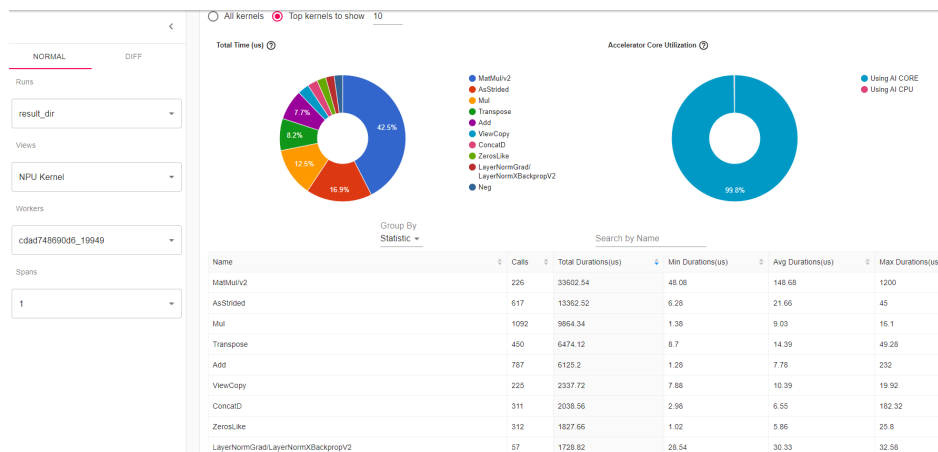 All kernels Top kernels to show 10
NORMAL DIFF
Runs
result_dir
Views
NPU Kernel
Workers
cdad748690d6_19949
Spans
1
Total Time (us)
MatMul/v2
AsStrided
Mul
Transpose
Add
ViewCopy
ConcatD
ZerosLike
LayerNormGrad/
LayerNormXBackpropV2
Neg
42.5%
16.9%
12.5%
8.2%
7.7%
Accelerator Core Utilization
Using AI CORE
Using AI CPU
99.8%
Group By
Statistic
Search by Name
Name Calls Total Durations(us) Min Durations(us) Avg Durations(us) Max Durations(us
MatMul/v2 226 33602.54 48.08 148.68 1200
AsStrided 617 13362.52 6.28 21.66 45
Mul 1092 9864.34 1.38 9.03 16.1
Transpose 450 6474.12 8.7 14.39 49.28
Add 787 6125.2 1.28 7.78 232
ViewCopy 225 2337.72 7.88 10.39 19.92
ConcatD 311 2038.56 2.98 6.55 182.32
ZerosLike 312 1827.66 1.02 5.86 25.8
LayerNormGrad/LayerNormXBackpropV2 57 1728.82 28.54 30.33 32.58